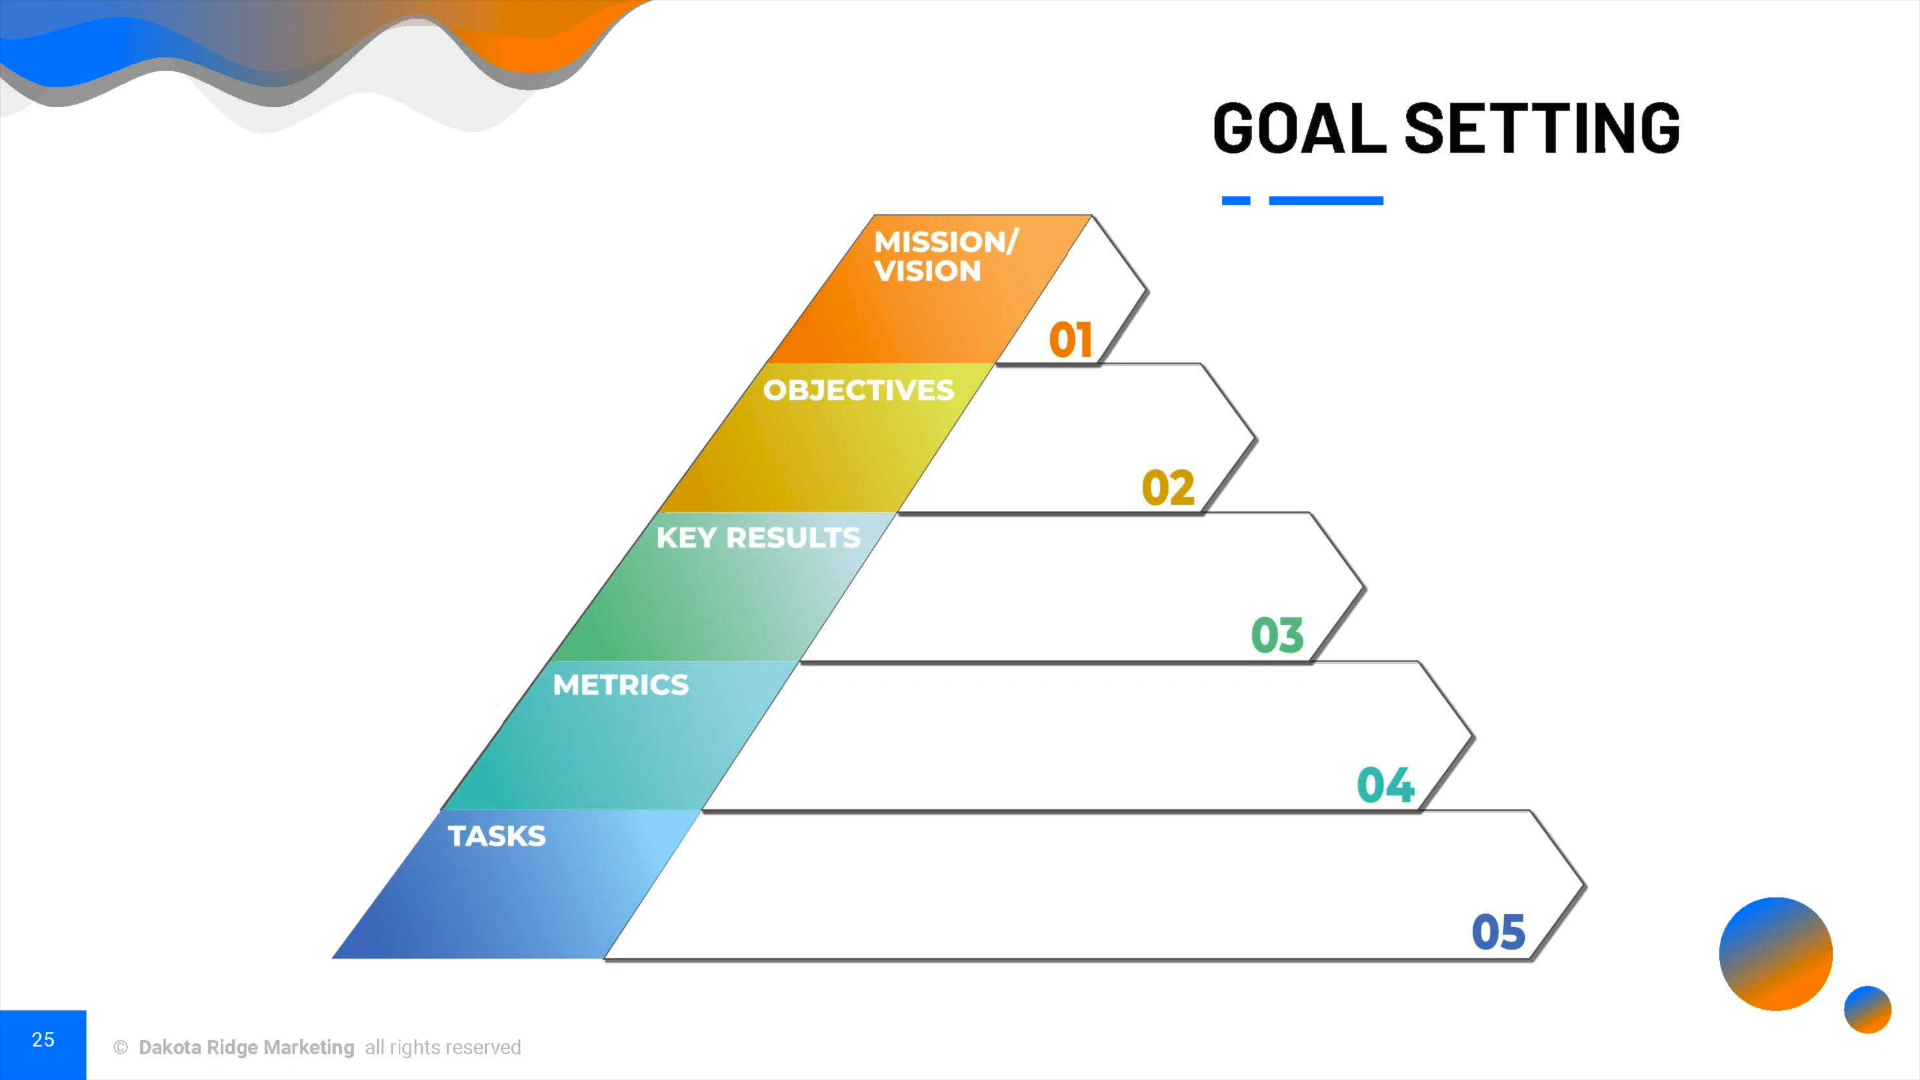 GOAL SETTING
MISSION/
VISION
01
OBJECTIVES
02
KEY RESULTS
03
METRICS
04
TASKS
05
25
© Dakota Ridge Marketing all rights reserved